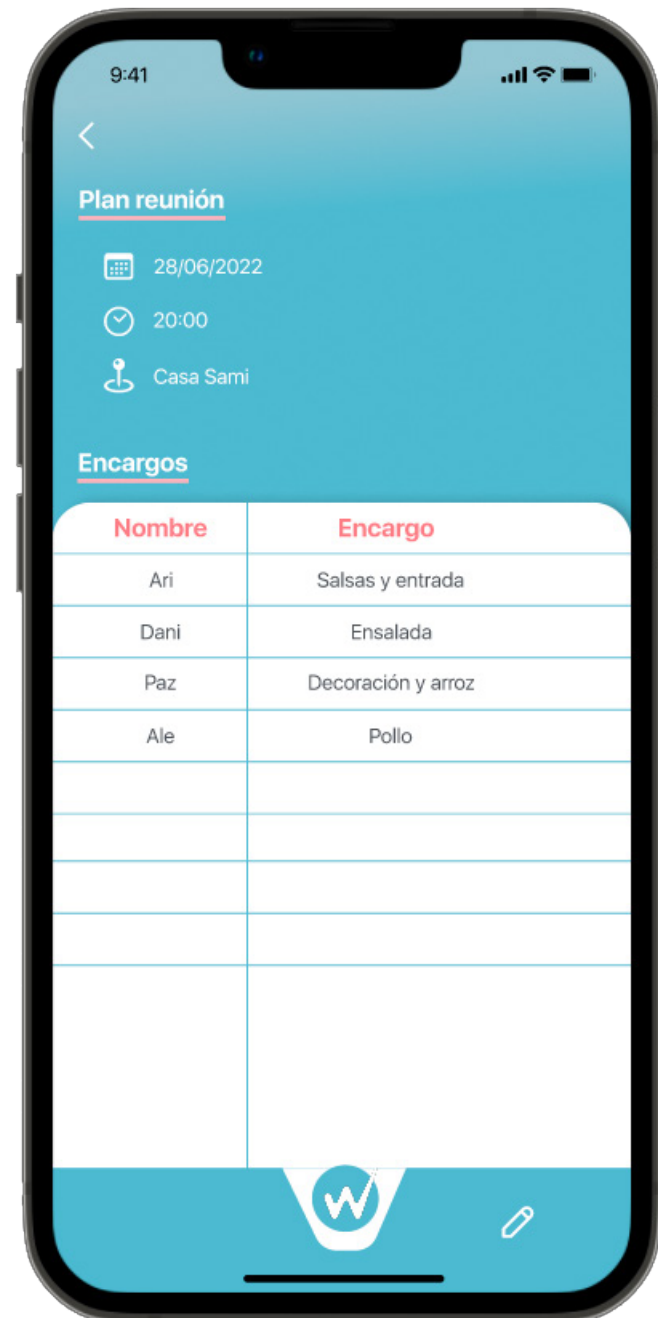 9:41
Plan reunión
28/06/2022
20:00
Casa Sami
Encargos
Nombre Encargo
Ari Salsas y entrada
Dani Ensalada
Paz Decoración y arroz
Ale Pollo
W